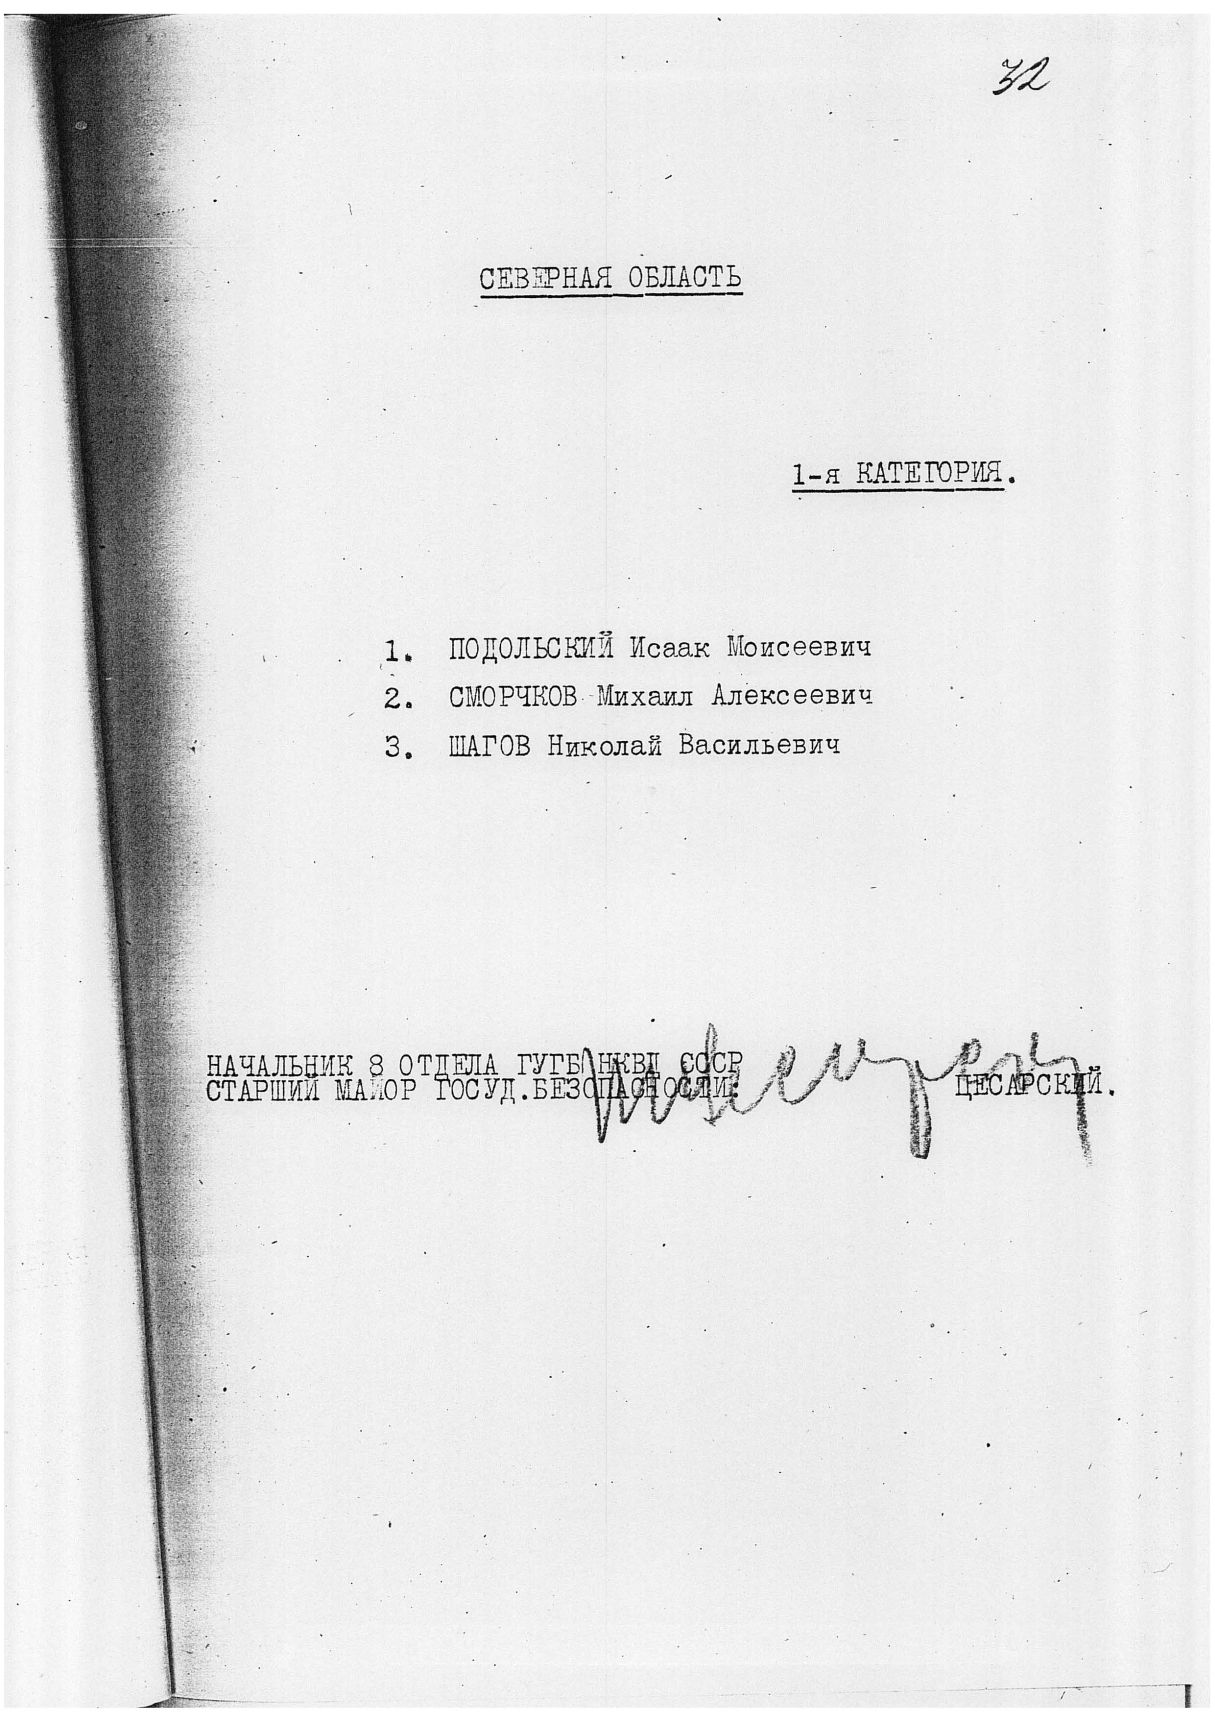 32
СЕВЕРНАЯ ОБЛАСТЬ
1-я КАТЕГОРИЯ.
1. ПОДОЛЬСКИЙ Исаак Моисеевич
2. СМОРЧКОВ Михаил Алексеевич
3. ШАГОВ Николай Васильевич
НАЧАЛЬНИК 8 ОТДЕЛА ГУГБ НКВД СССР
СТАРШИЙ МАЙОР ГОСУД.БЕЗОПАСНОСТИ: ЦЕСАРСКИЙ.